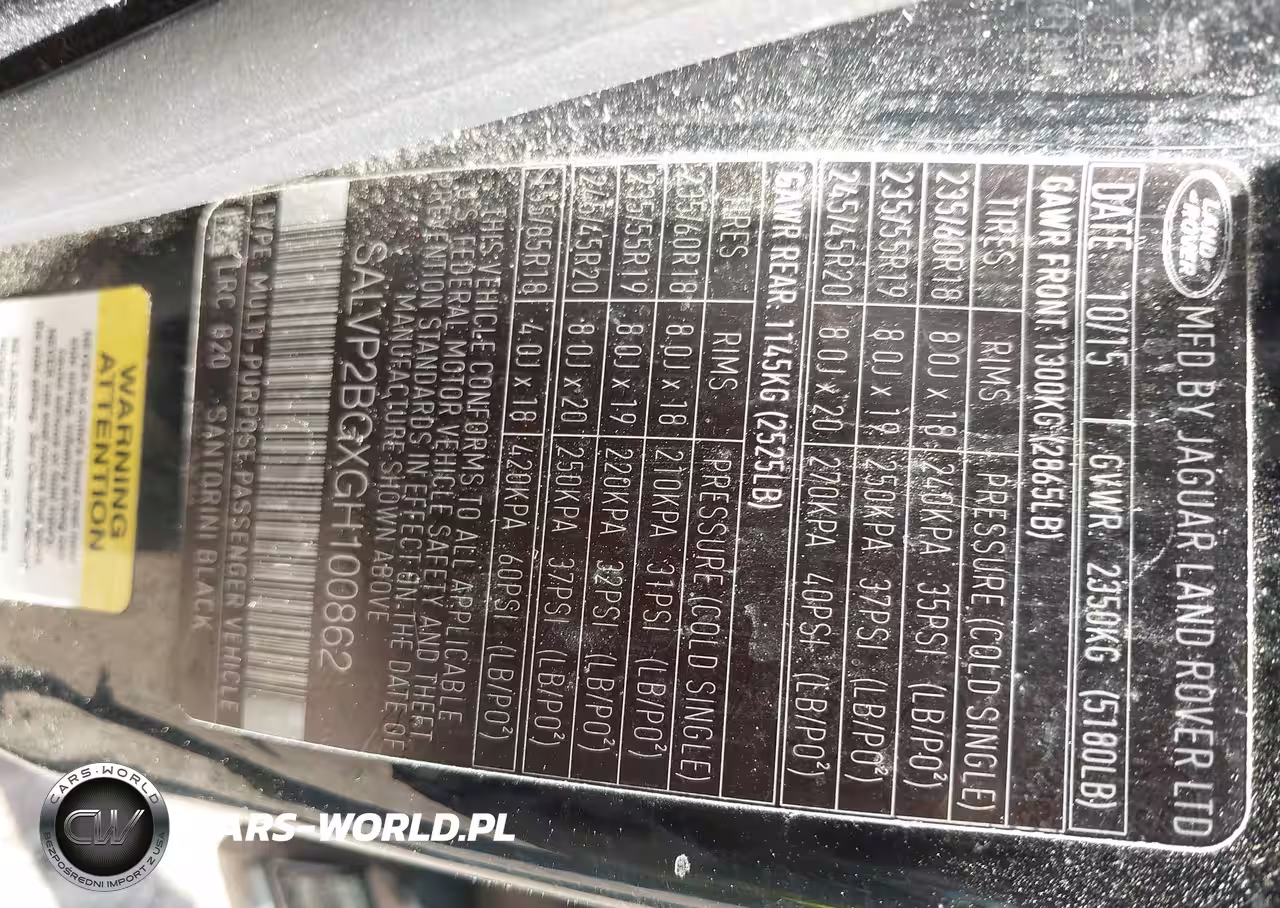 LAND ROVER
MFD BY JAGUAR LAND ROVER LTD
DATE 10/15 GVWR 2350KG (5180LB)
GAWR FRONT 1300KG (2865LB)
TIRES RIMS PRESSURE (COLD SINGLE)
235/60R18 8.0J x 18 240KPA 35PSI (LB/PO²)
235/55R19 8.0J x 19 250KPA 37PSI (LB/PO²)
245/45R20 8.0J x 20 270KPA 40PSI (LB/PO²)
GAWR REAR 1145KG (2525LB)
TIRES RIMS PRESSURE (COLD SINGLE)
235/60R18 8.0J x 18 210KPA 31PSI (LB/PO²)
235/55R19 8.0J x 19 220KPA 32PSI (LB/PO²)
245/45R20 8.0J x 20 250KPA 37PSI (LB/PO²)
4.0J x 18 420KPA 60PSI (LB/PO²)
THIS VEHICLE CONFORMS TO ALL APPLICABLE
U.S. FEDERAL MOTOR VEHICLE SAFETY AND THEFT
PREVENTION STANDARDS IN EFFECT ON THE DATE OF
MANUFACTURE SHOWN ABOVE
SALVP2BGXGH100862
TYPE MULTI-PURPOSE PASSENGER VEHICLE
LRC 820 SANTORINI BLACK
WARNING
ATTENTION
CARS-WORLD
CW
BEZPOŚREDNI IMPORT Z USA
CARS-WORLD.PL